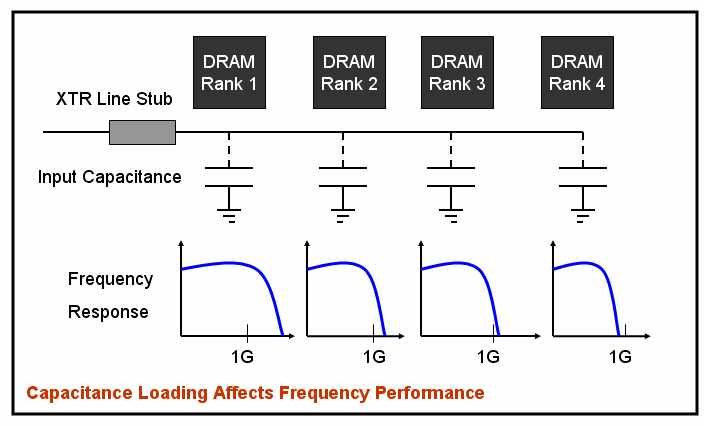 DRAM
Rank 1
DRAM
Rank 2
DRAM
Rank 3
DRAM
Rank 4
XTR Line Stub
Input Capacitance
Frequency
Response
1G
1G
1G
1G
Capacitance Loading Affects Frequency Performance